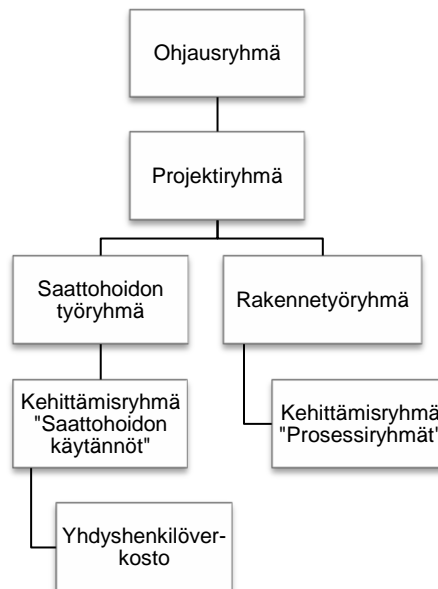 Ohjausryhmä
Projektiryhmä
Saattohoidon
työryhmä
Rakennetyöryhmä
Kehittämisryhmä
"Saattohoidon
käytännöt"
Kehittämisryhmä
"Prosessiryhmät"
Yhdyshenkilöver-
kosto